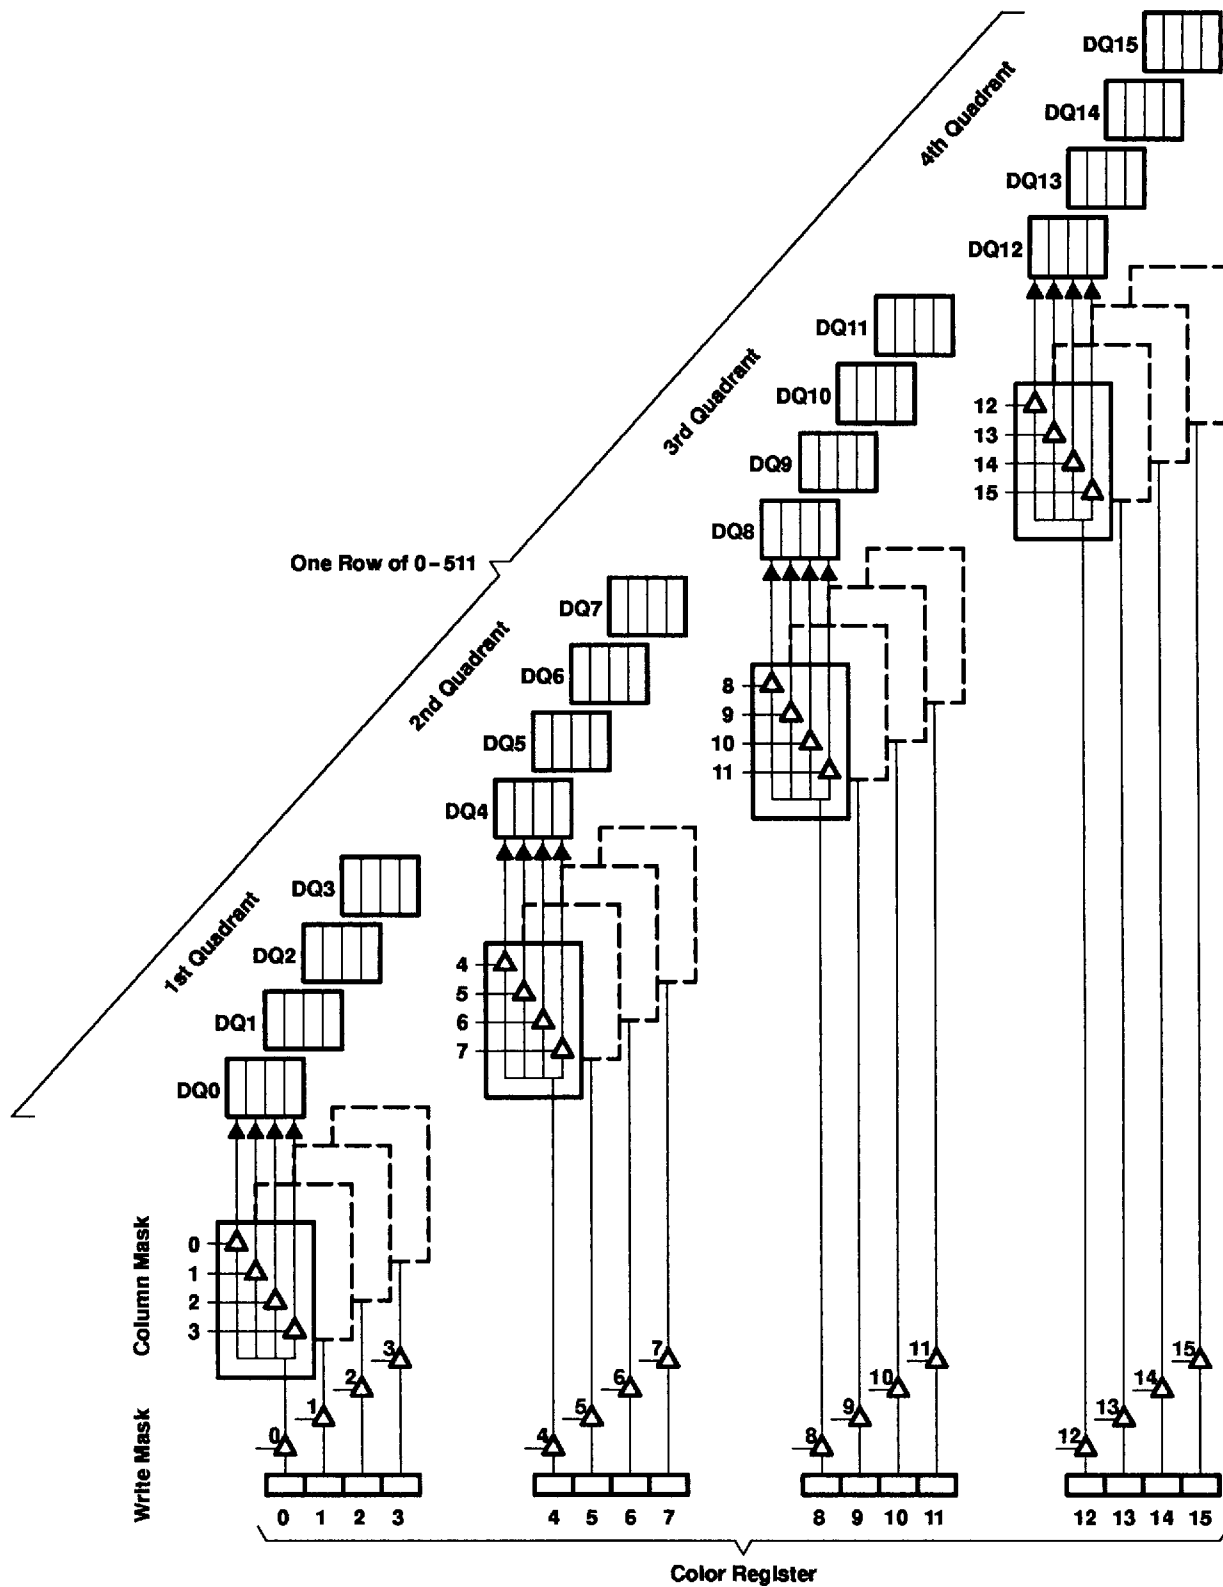 DQ15
DQ14
4th Quadrant
DQ13
DQ12
DQ11
3rd Quadrant
DQ10
12
13
DQ9
14
15
DQ8
One Row of 0–511
DQ7
2nd Quadrant
DQ6
8
9
DQ5
10
11
DQ4
DQ3
1st Quadrant
DQ2
4
5
DQ1
6
7
DQ0
Column Mask
0
1
2
3
Write Mask
3 7 11 15
2 6 10 14
1 5 9 13
0 4 8 12
0 1 2 3 4 5 6 7 8 9 10 11 12 13 14 15
Color Register